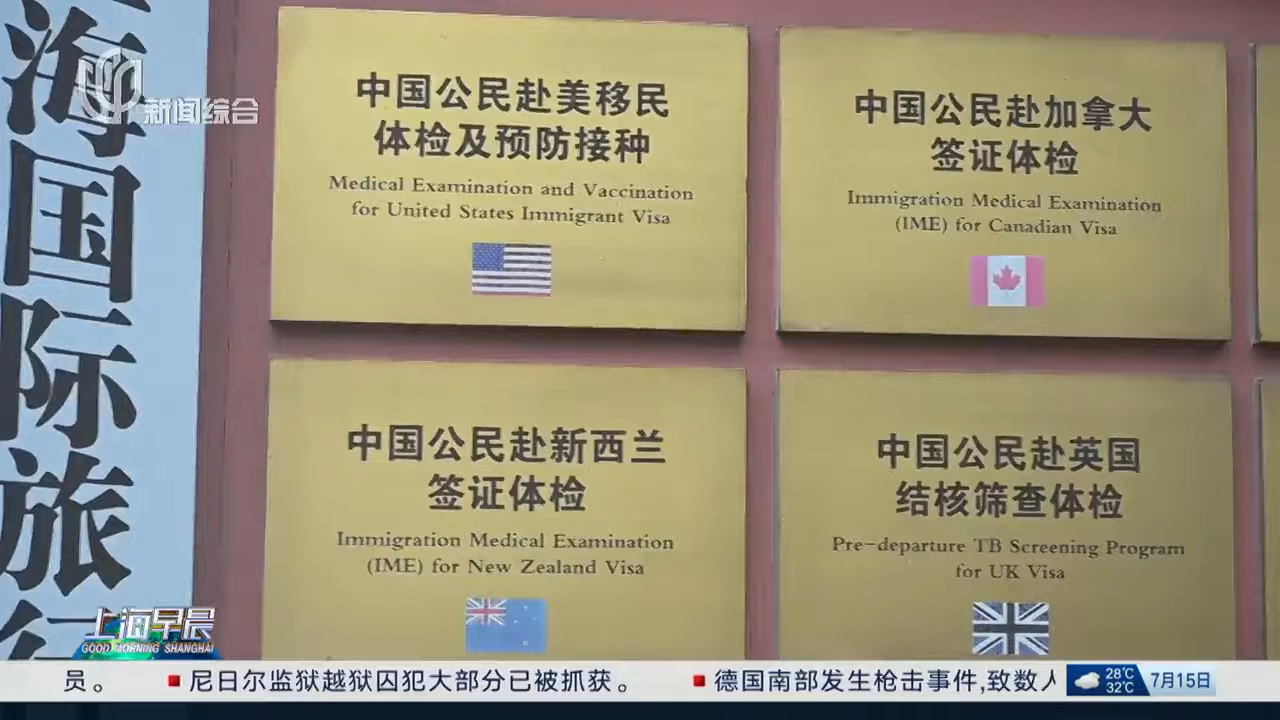 海国际旅行
新闻综合
中国公民赴美移民
体检及预防接种
Medical Examination and Vaccination
for United States Immigrant Visa
中国公民赴加拿大
签证体检
Immigration Medical Examination
(IME) for Canadian Visa
中国公民赴新西兰
签证体检
Immigration Medical Examination
(IME) for New Zealand Visa
中国公民赴英国
结核筛查体检
Pre-departure TB Screening Program
for UK Visa
上海早晨
GOOD MORNING SHANGHAI
员。 尼日尔监狱越狱囚犯大部分已被抓获。 德国南部发生枪击事件,致数人
28℃
32℃
7月15日